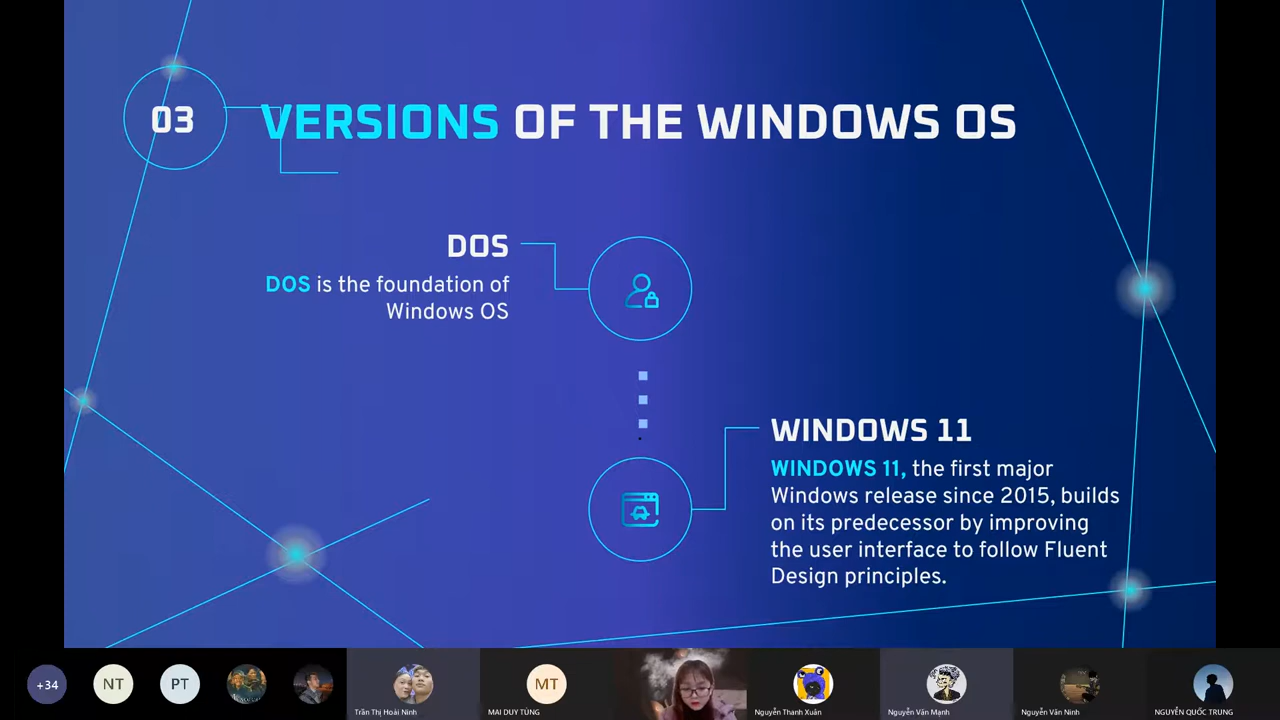 03
VERSIONS OF THE WINDOWS OS
DOS
DOS is the foundation of
Windows OS
WINDOWS 11
WINDOWS 11, the first major
Windows release since 2015, builds
on its predecessor by improving
the user interface to follow Fluent
Design principles.
+34
NT
PT
MT
Trần Thị Hoài Ninh
MAI DUY TÙNG
Nguyễn Thanh Xuân
Nguyễn Văn Mạnh
Nguyễn Văn Ninh
NGUYỄN QUỐC TRUNG